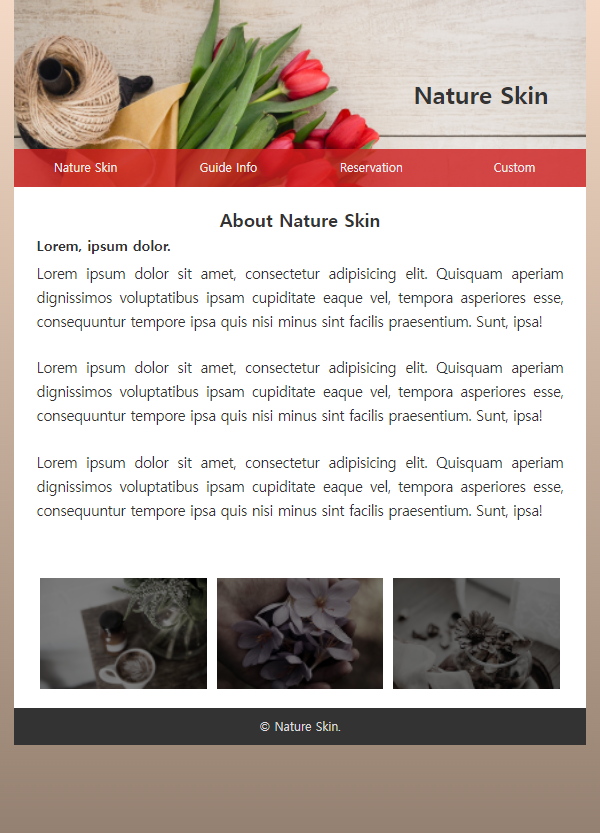 Nature Skin
Nature Skin
Guide Info
Reservation
Custom
About Nature Skin
Lorem, ipsum dolor.
Lorem ipsum dolor sit amet, consectetur adipisicing elit. Quisquam aperiam
dignissimos voluptatibus ipsam cupiditate eaque vel, tempora asperiores esse,
consequuntur tempore ipsa quis nisi minus sint facilis praesentium. Sunt, ipsa!
Lorem ipsum dolor sit amet, consectetur adipisicing elit. Quisquam aperiam
dignissimos voluptatibus ipsam cupiditate eaque vel, tempora asperiores esse,
consequuntur tempore ipsa quis nisi minus sint facilis praesentium. Sunt, ipsa!
Lorem ipsum dolor sit amet, consectetur adipisicing elit. Quisquam aperiam
dignissimos voluptatibus ipsam cupiditate eaque vel, tempora asperiores esse,
consequuntur tempore ipsa quis nisi minus sint facilis praesentium. Sunt, ipsa!
© Nature Skin.